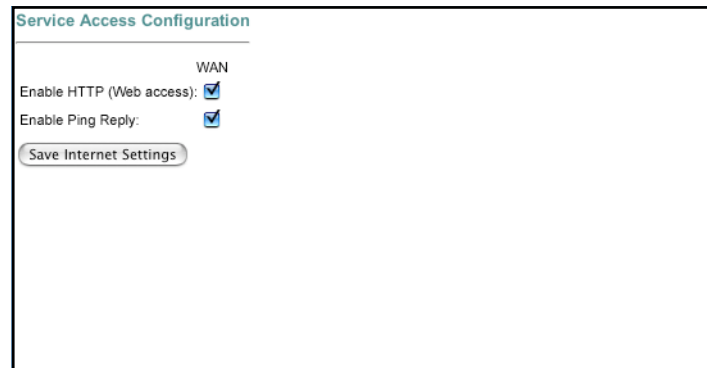 Service Access Configuration
WAN
Enable HTTP (Web access):
Enable Ping Reply:
Save Internet Settings